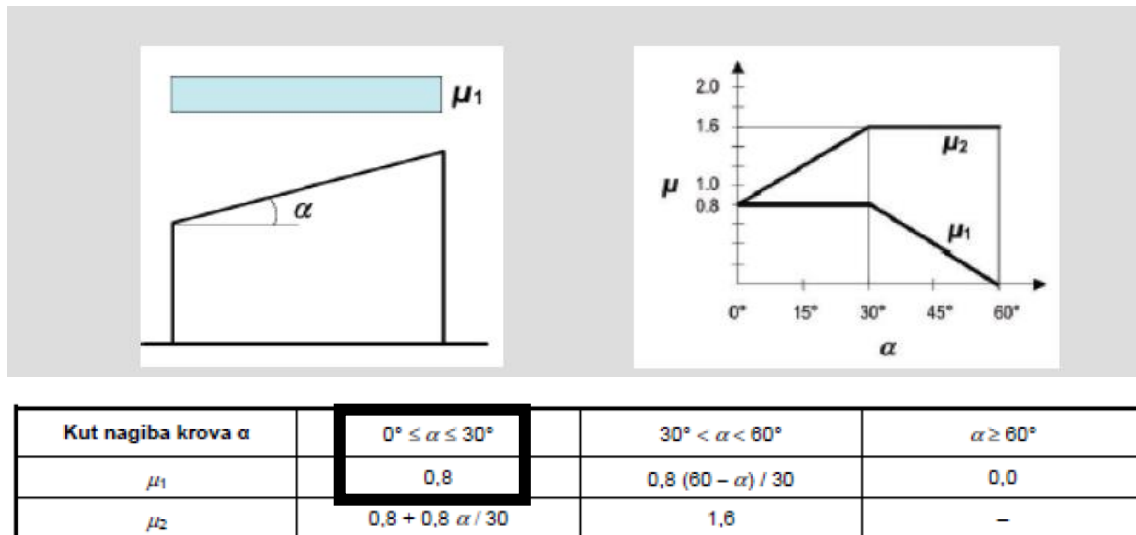 μ1
α
2.0
1.6
μ2
μ 1.0
0.8
μ1
0° 15° 30° 45° 60°
α
Kut nagiba krova α 0° ≤ α ≤ 30° 30° < α < 60° α ≥ 60°
μ1 0,8 0,8 (60 – α) / 30 0,0
μ2 0,8 + 0,8 α / 30 1,6 –